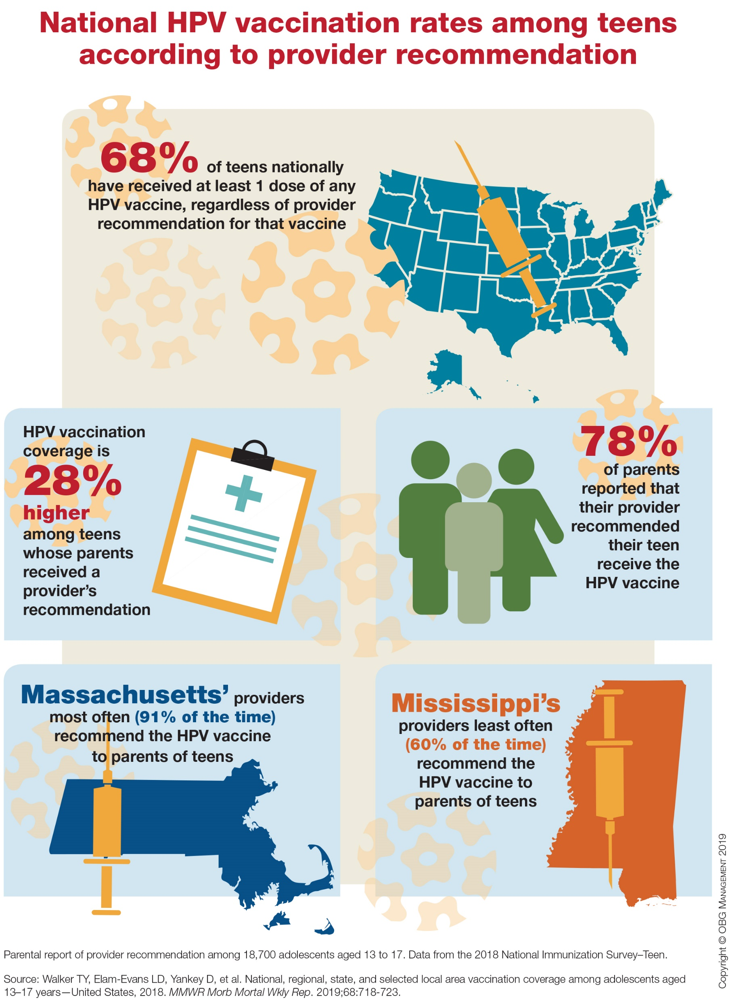 National HPV vaccination rates among teens
according to provider recommendation
68% of teens nationally
have received at least 1 dose of any
HPV vaccine, regardless of provider
recommendation for that vaccine
HPV vaccination
coverage is
28%
higher
among teens
whose parents
received a
provider’s
recommendation
78%
of parents
reported that
their provider
recommended
their teen
receive the
HPV vaccine
Massachusetts’ providers
most often (91% of the time)
recommend the HPV vaccine
to parents of teens
Mississippi’s
providers least often
(60% of the time)
recommend the
HPV vaccine to
parents of teens
Parental report of provider recommendation among 18,700 adolescents aged 13 to 17. Data from the 2018 National Immunization Survey–Teen.
Source: Walker TY, Elam-Evans LD, Yankey D, et al. National, regional, state, and selected local area vaccination coverage among adolescents aged
13–17 years—United States, 2018. MMWR Morb Mortal Wkly Rep. 2019;68:718-723.
Copyright © OBG MANAGEMENT 2019